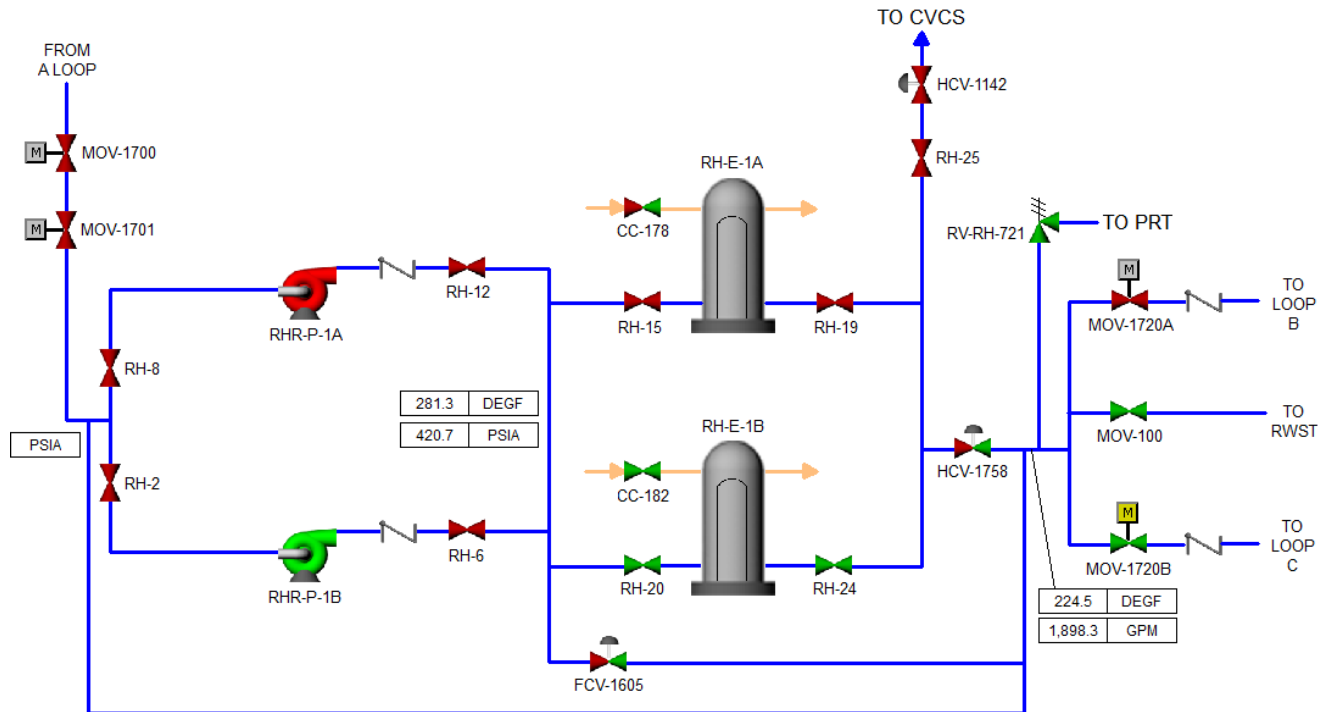 TO CVCS
FROM
A LOOP
HCV-1142
M
MOV-1700
RH-E-1A
RH-25
CC-178
M
MOV-1701
RV-RH-721
TO PRT
M
RH-12
TO
LOOP
B
RH-15
RH-19
MOV-1720A
RHR-P-1A
RH-8
281.3 DEGF
420.7 PSIA
RH-E-1B
MOV-100
TO
RWST
PSIA
HCV-1758
RH-2
CC-182
M
RH-6
TO
LOOP
C
RH-20
RH-24
MOV-1720B
RHR-P-1B
224.5 DEGF
1,898.3 GPM
FCV-1605